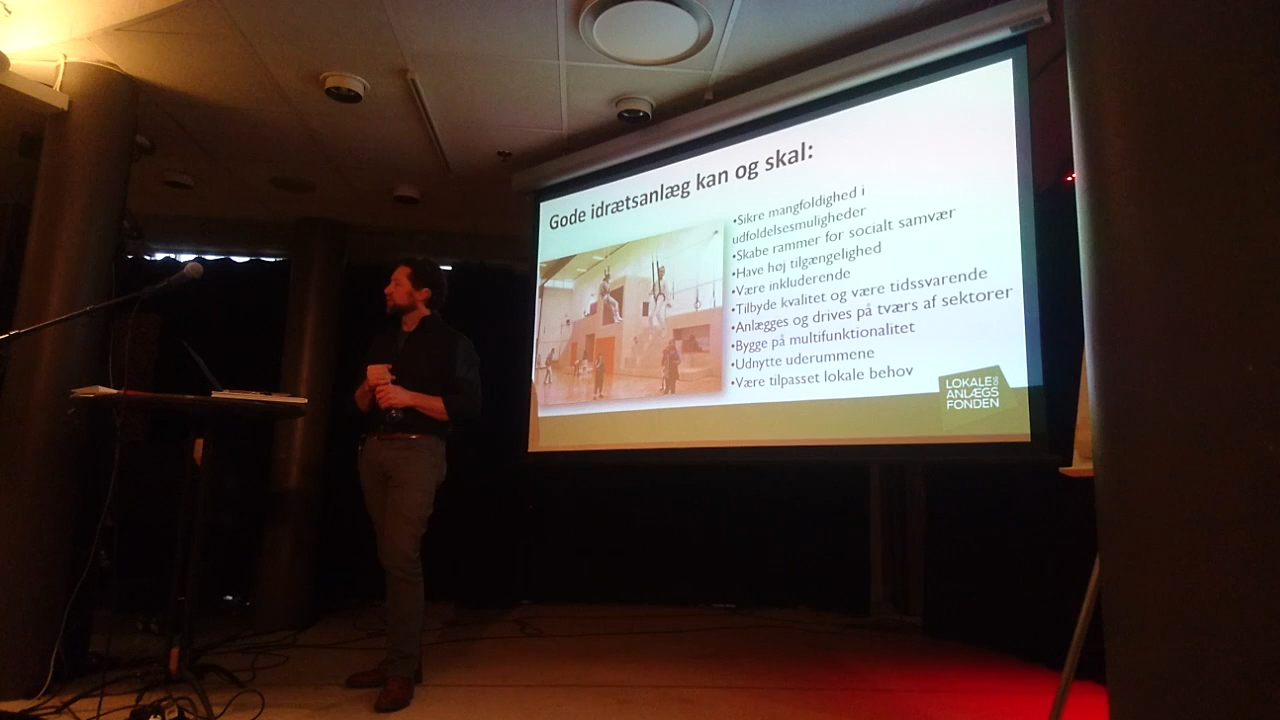 Gode idrætsanlæg kan og skal:
•Sikre mangfoldighed i
udfoldelsesmuligheder
•Skabe rammer for socialt samvær
•Have høj tilgængelighed
•Være inkluderende
•Tilbyde kvalitet og være tidssvarende
•Anlægges og drives på tværs af sektorer
•Bygge på multifunktionalitet
•Udnytte uderummene
•Være tilpasset lokale behov
LOKALE OG
ANLÆGS
FONDEN